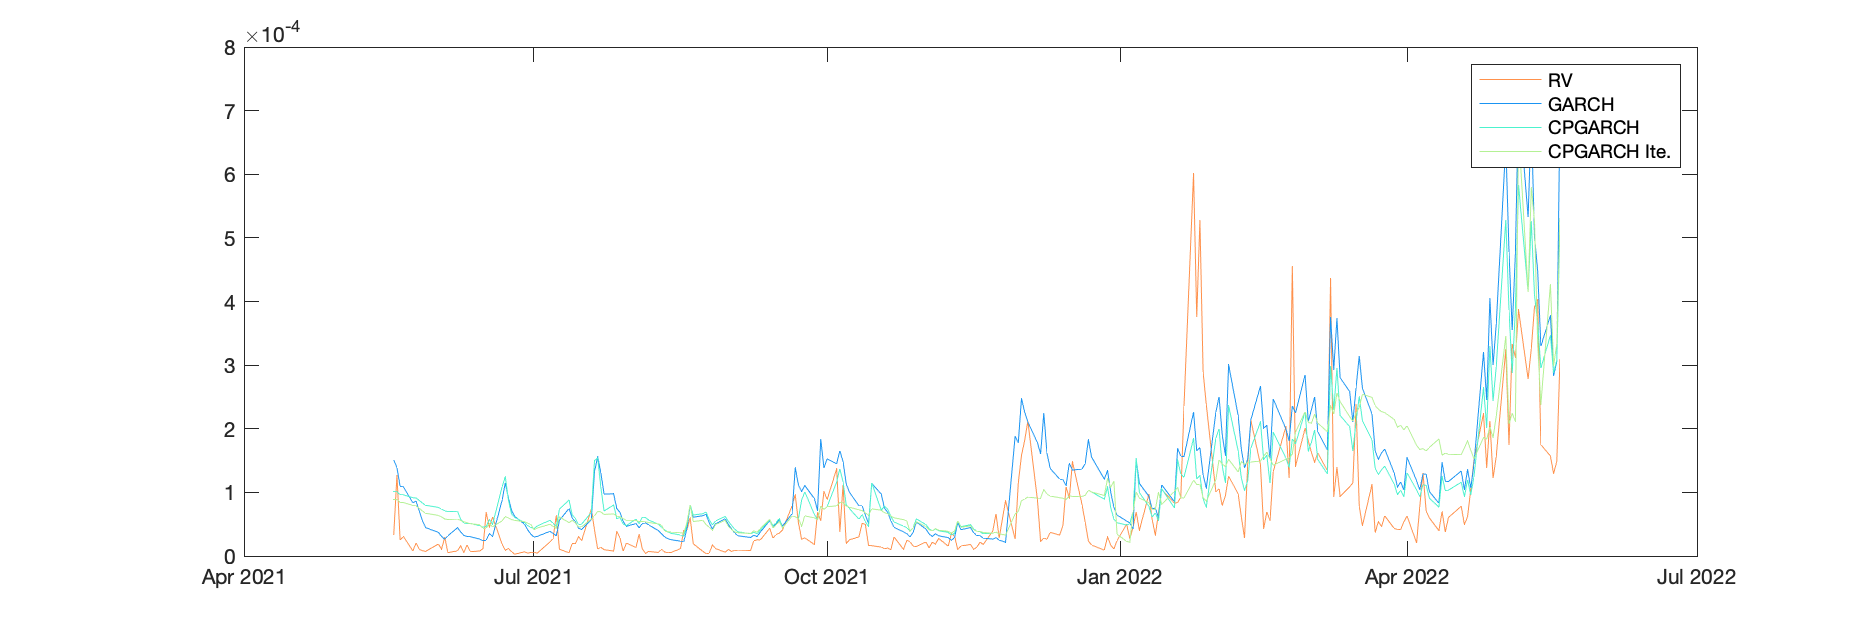 ×10-4
8
7
6
5
4
3
2
1
0
RV
GARCH
CPGARCH
CPGARCH Ite.
Apr 2021
Jul 2021
Oct 2021
Jan 2022
Apr 2022
Jul 2022